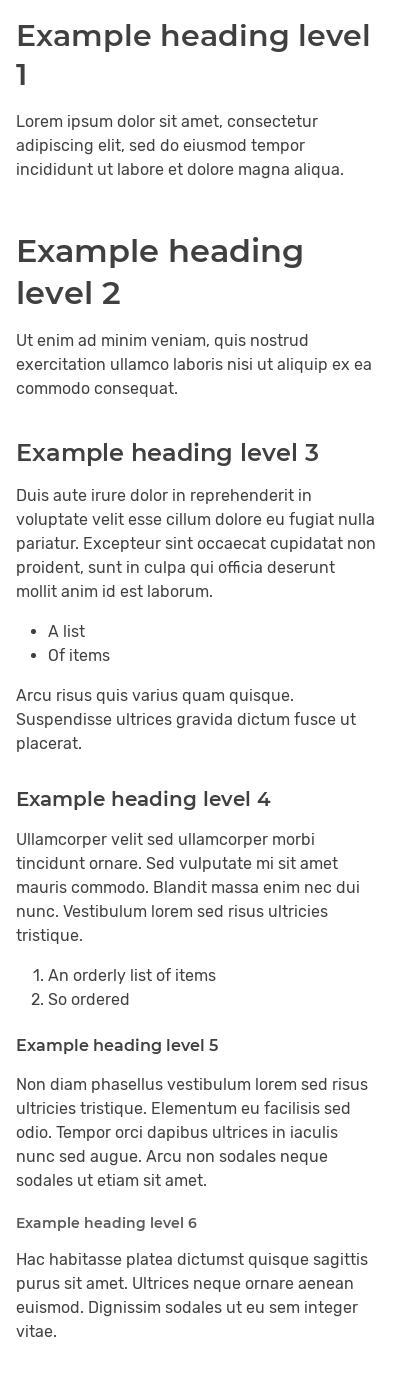 Example heading level
1
Lorem ipsum dolor sit amet, consectetur
adipiscing elit, sed do eiusmod tempor
incididunt ut labore et dolore magna aliqua.
Example heading
level 2
Ut enim ad minim veniam, quis nostrud
exercitation ullamco laboris nisi ut aliquip ex ea
commodo consequat.
Example heading level 3
Duis aute irure dolor in reprehenderit in
voluptate velit esse cillum dolore eu fugiat nulla
pariatur. Excepteur sint occaecat cupidatat non
proident, sunt in culpa qui officia deserunt
mollit anim id est laborum.
• A list
• Of items
Arcu risus quis varius quam quisque.
Suspendisse ultrices gravida dictum fusce ut
placerat.
Example heading level 4
Ullamcorper velit sed ullamcorper morbi
tincidunt ornare. Sed vulputate mi sit amet
mauris commodo. Blandit massa enim nec dui
nunc. Vestibulum lorem sed risus ultricies
tristique.
1. An orderly list of items
2. So ordered
Example heading level 5
Non diam phasellus vestibulum lorem sed risus
ultricies tristique. Elementum eu facilisis sed
odio. Tempor orci dapibus ultrices in iaculis
nunc sed augue. Arcu non sodales neque
sodales ut etiam sit amet.
Example heading level 6
Hac habitasse platea dictumst quisque sagittis
purus sit amet. Ultrices neque ornare aenean
euismod. Dignissim sodales ut eu sem integer
vitae.